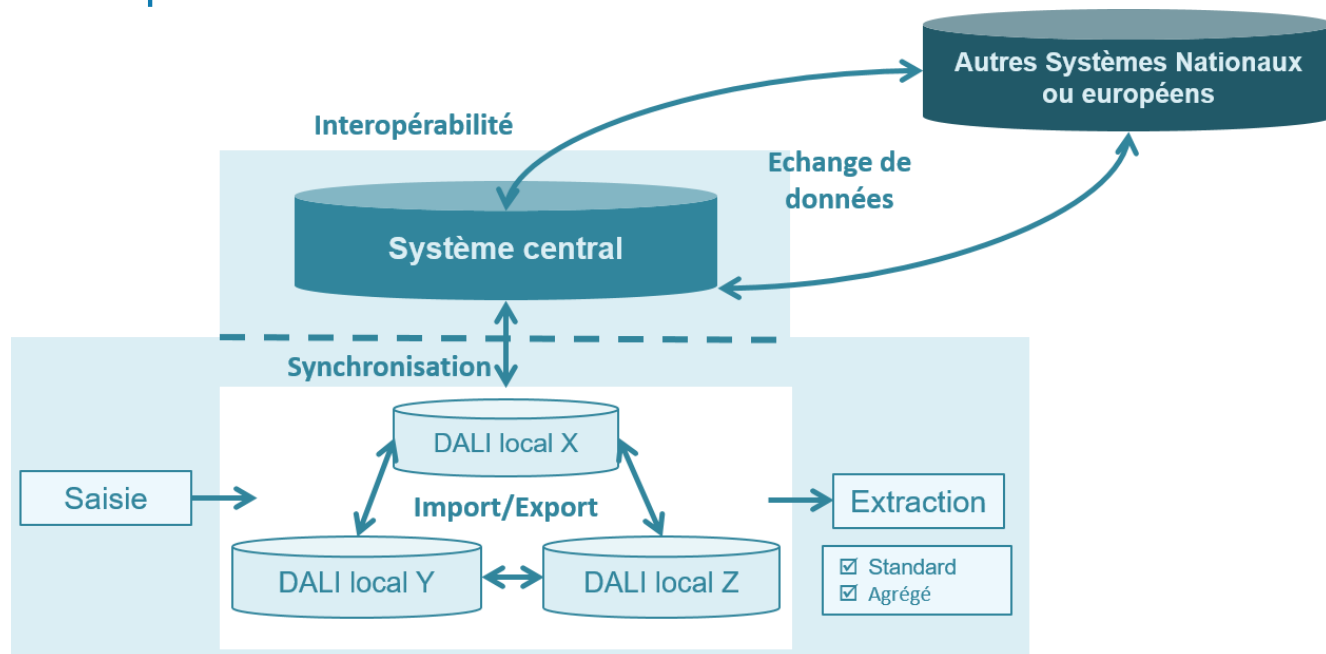 Autres Systèmes Nationaux
ou européens
Interopérabilité
Echange de
données
Système central
Synchronisation
DALI local X
Saisie
Import/Export
Extraction
DALI local Y
DALI local Z
☑ Standard
☑ Agrégé